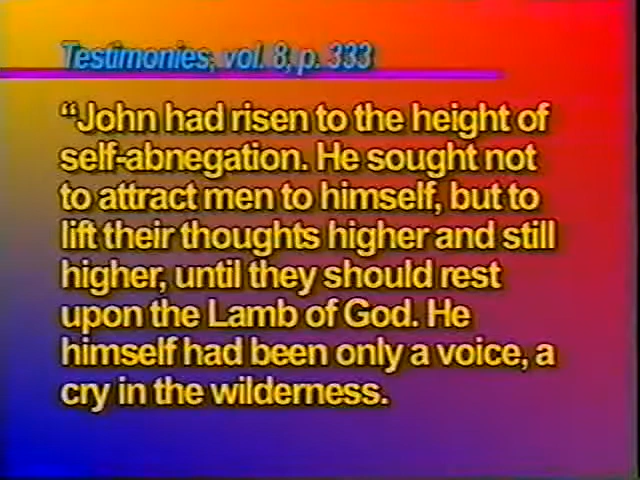 Testimonies, vol. 8, p. 333
“John had risen to the height of
self-abnegation. He sought not
to attract men to himself, but to
lift their thoughts higher and still
higher, until they should rest
upon the Lamb of God. He
himself had been only a voice, a
cry in the wilderness.